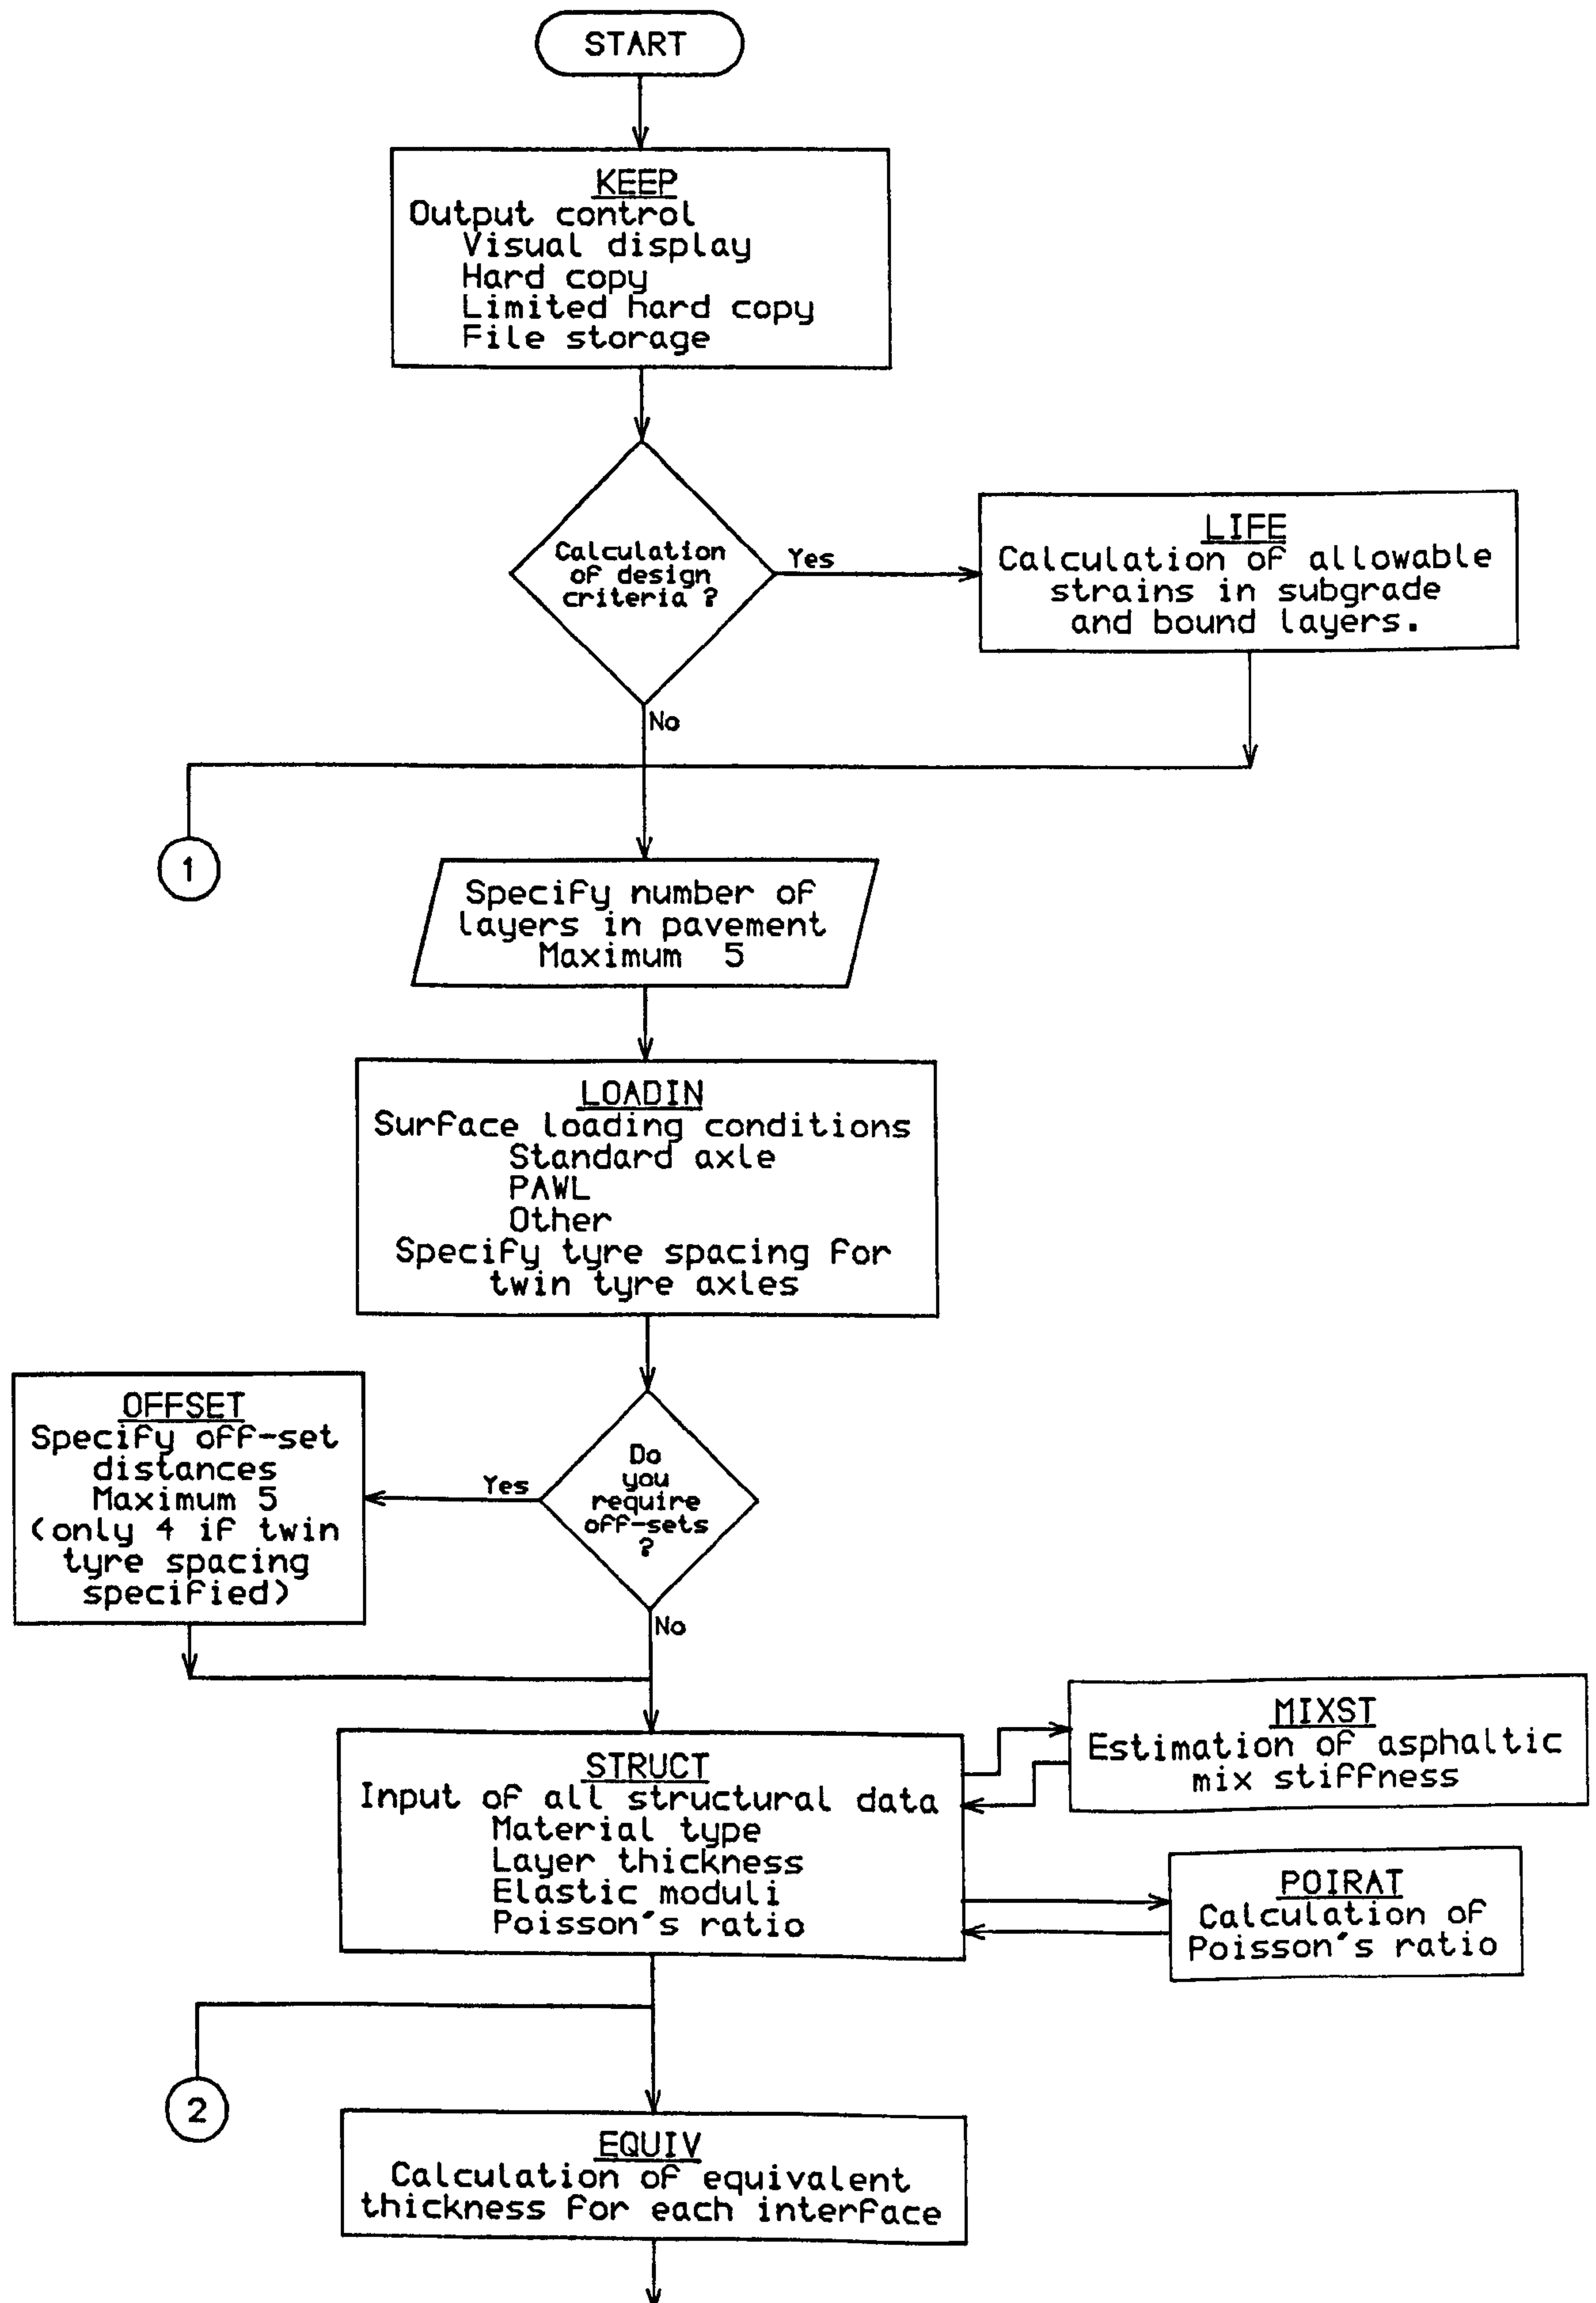 START
KEEP
Output control
Visual display
Hard copy
Limited hard copy
File storage
Calculation
of design
criteria ?
Yes
No
LIFE
Calculation of allowable
strains in subgrade
and bound layers.
1
Specify number of
layers in pavement
Maximum 5
LOADIN
Surface loading conditions
Standard axle
PAWL
Other
Specify tyre spacing for
twin tyre axles
Do
you
require
off-sets
?
Yes
No
OFFSET
Specify off-set
distances
Maximum 5
(only 4 if twin
tyre spacing
specified)
STRUCT
Input of all structural data
Material type
Layer thickness
Elastic moduli
Poisson's ratio
MIXST
Estimation of asphaltic
mix stiffness
POIRAT
Calculation of
Poisson's ratio
2
EQUIV
Calculation of equivalent
thickness for each interface